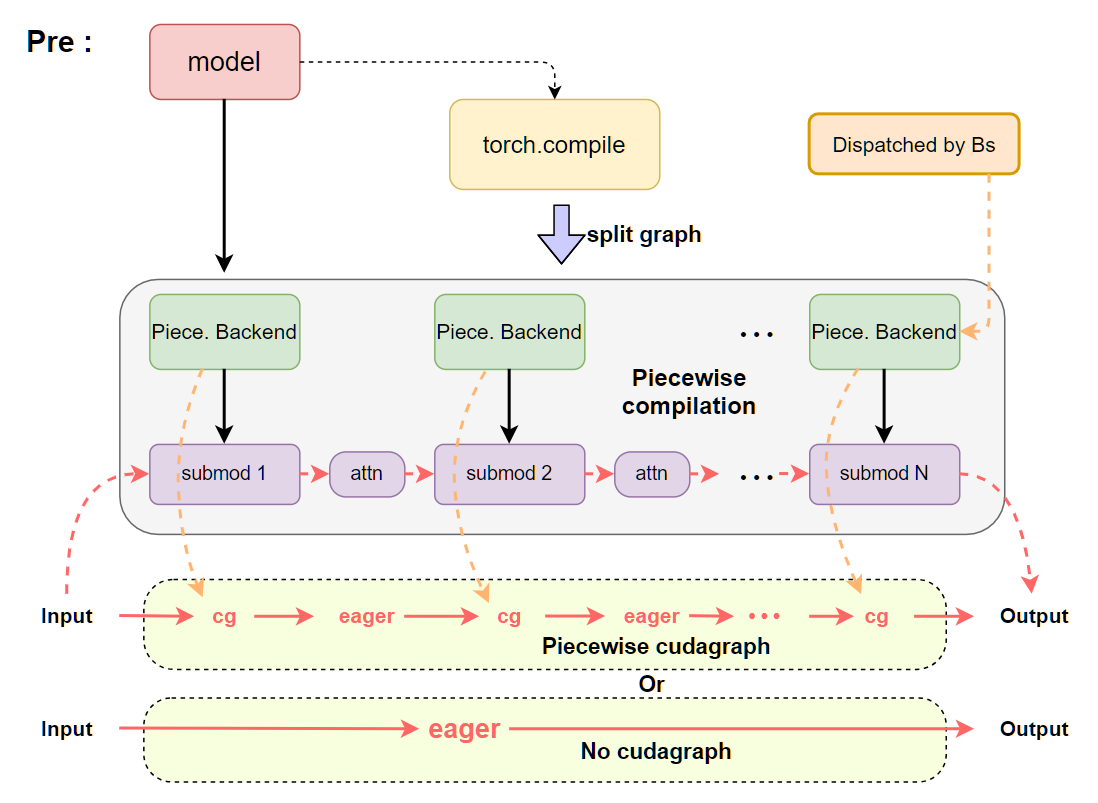 Pre :
model
torch.compile
Dispatched by Bs
split graph
Piece. Backend
Piece. Backend
...
Piece. Backend
Piecewise
compilation
submod 1
attn
submod 2
attn
...
submod N
Input
cg
eager
cg
eager
...
cg
Output
Piecewise cudagraph
Or
Input
eager
Output
No cudagraph